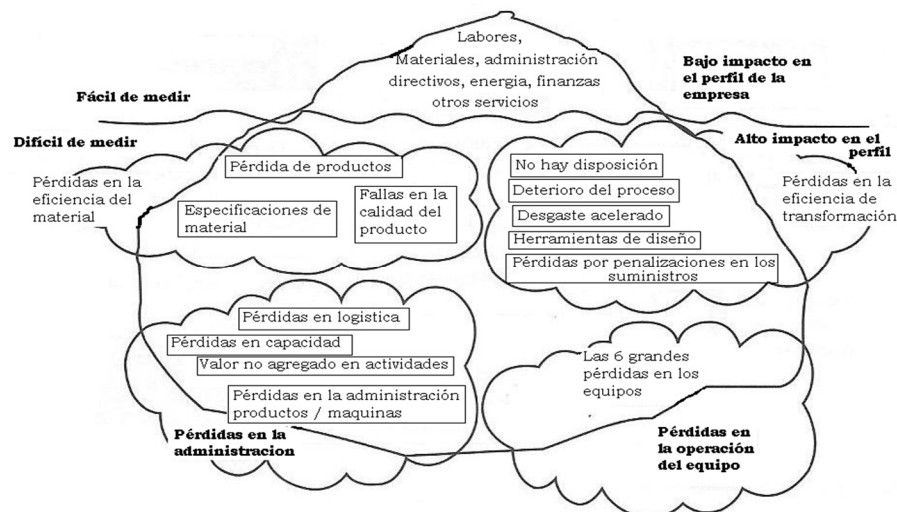 Labores,
Materiales, administración
directivos, energia, finanzas
otros servicios
Bajo impacto en
el perfil de la
empresa
Fácil de medir
Difícil de medir
Alto impacto en el
perfil
Pérdidas en la
eficiencia del
material
Pérdida de productos
Especificaciones de
material
Fallas en la
calidad del
producto
No hay disposición
Deterioro del proceso
Desgaste acelerado
Herramientas de diseño
Pérdidas por penalizaciones en los
suministros
Pérdidas en la
eficiencia de
transformación
Pérdidas en logistica
Pérdidas en capacidad
Valor no agregado en actividades
Pérdidas en la administración
productos / maquinas
Pérdidas en la
administracion
Las 6 grandes
pérdidas en los
equipos
Pérdidas en
la operación
del equipo